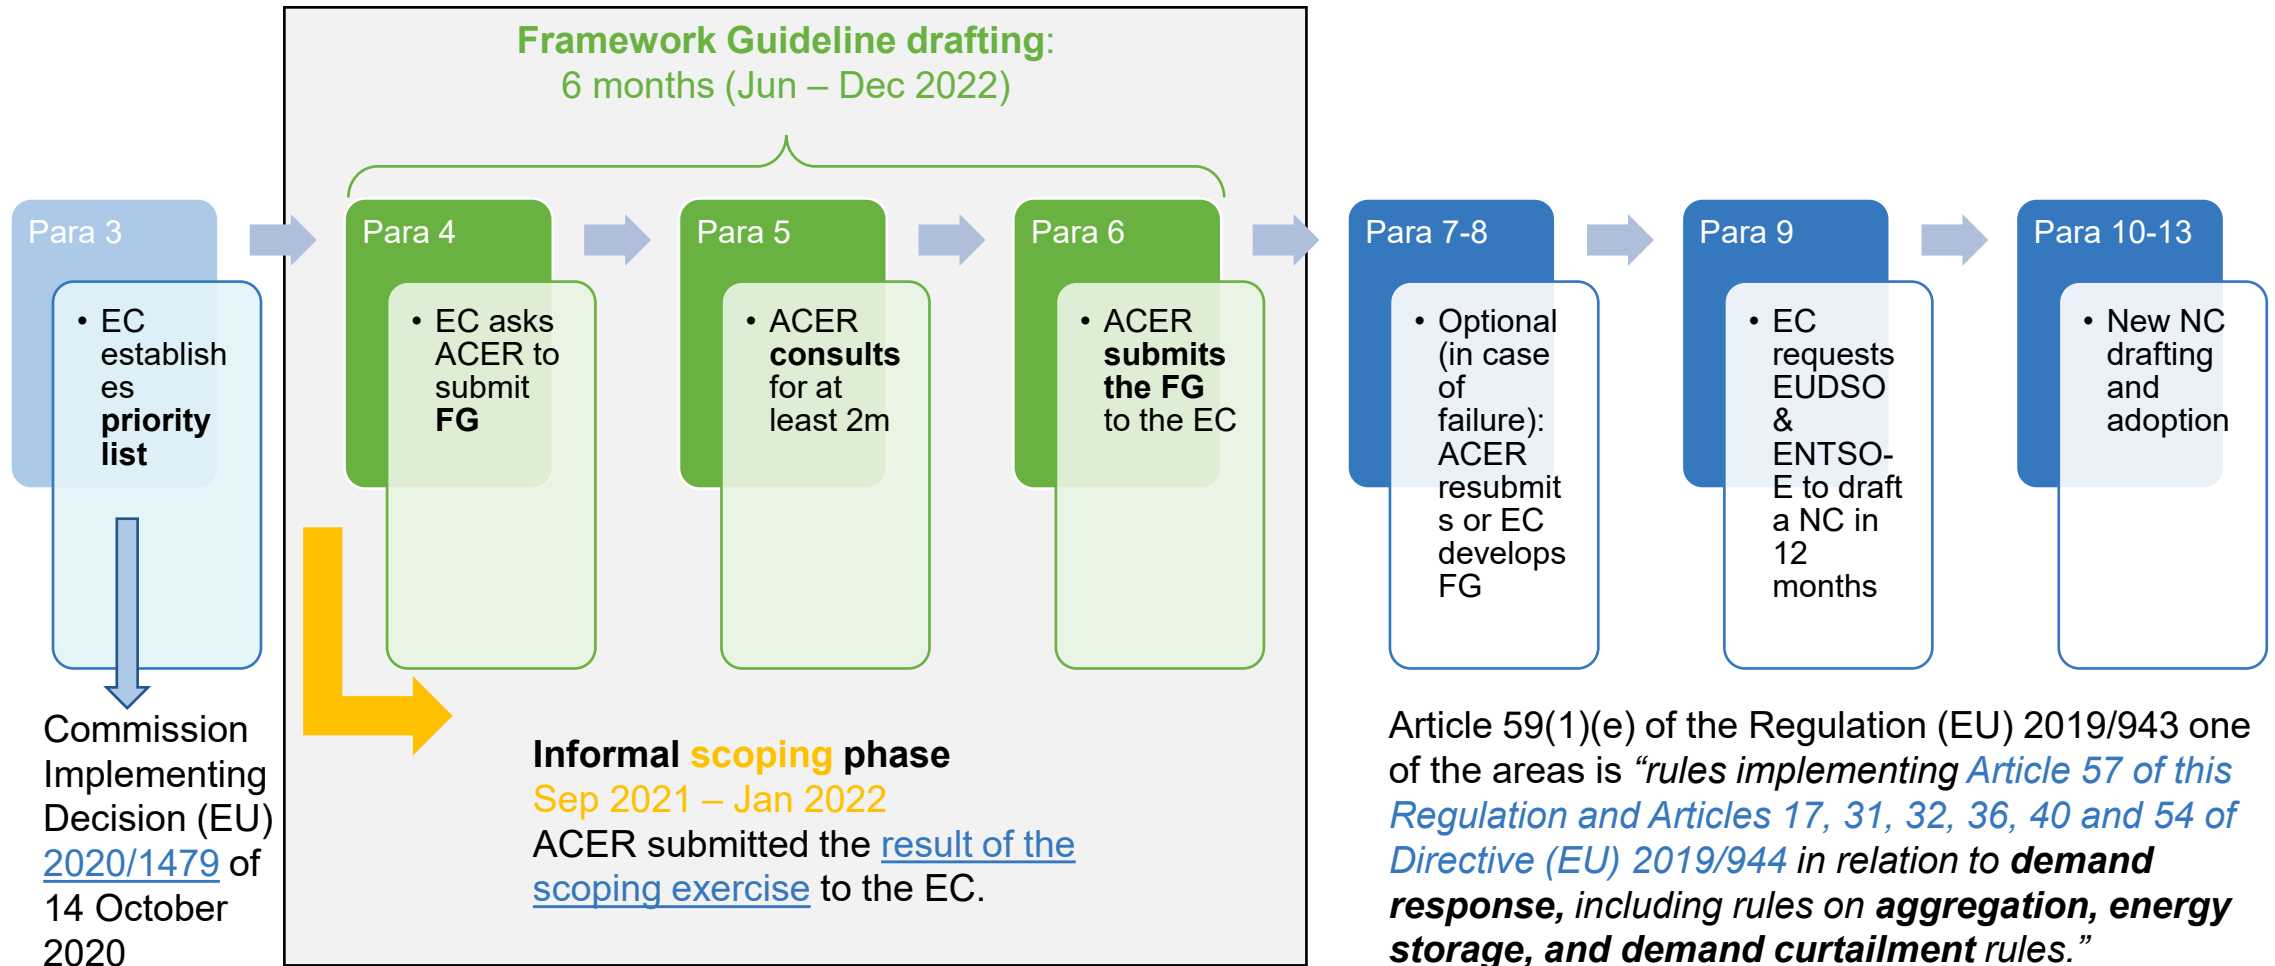 Framework Guideline drafting:
6 months (Jun – Dec 2022)
Para 3
• EC
establish
es
priority
list
Commission
Implementing
Decision (EU)
2020/1479 of
14 October
2020
Para 4
• EC asks
ACER to
submit
FG
Para 5
• ACER
consults
for at
least 2m
Para 6
• ACER
submits
the FG
to the EC
Informal scoping phase
Sep 2021 – Jan 2022
ACER submitted the result of the
scoping exercise to the EC.
Para 7-8
• Optional
(in case
of
failure):
ACER
resubmit
s or EC
develops
FG
Para 9
• EC
requests
EUDSO
&
ENTSO-
E to draft
a NC in
12
months
Para 10-13
• New NC
drafting
and
adoption
Article 59(1)(e) of the Regulation (EU) 2019/943 one
of the areas is “rules implementing Article 57 of this
Regulation and Articles 17, 31, 32, 36, 40 and 54 of
Directive (EU) 2019/944 in relation to demand
response, including rules on aggregation, energy
storage, and demand curtailment rules.”